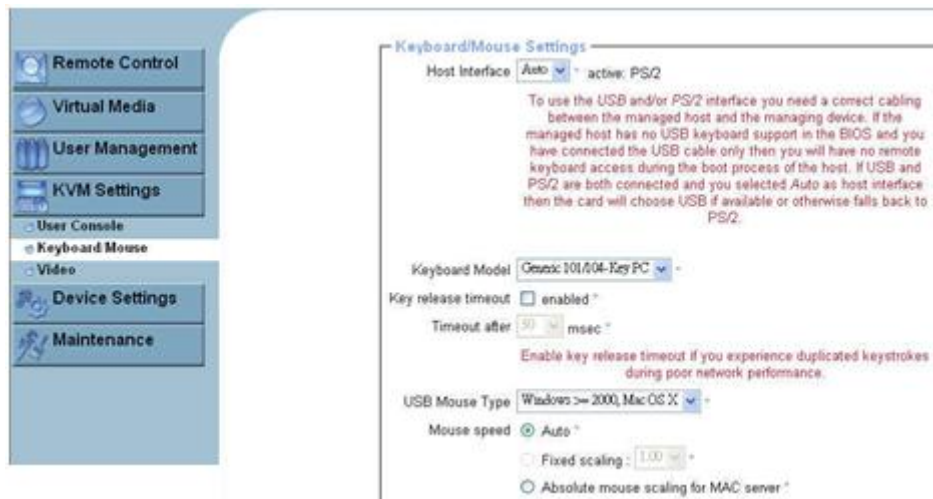 Remote Control
Virtual Media
User Management
KVM Settings
User Console
Keyboard Mouse
Video
Device Settings
Maintenance
Keyboard/Mouse Settings
Host Interface Auto * active: PS/2
To use the USB and/or PS/2 interface you need a correct cabling
between the managed host and the managing device. If the
managed host has no USB keyboard support in the BIOS and you
have connected the USB cable only then you will have no remote
keyboard access during the boot process of the host. If USB and
PS/2 are both connected and you selected Auto as host interface
then the card will choose USB if available or otherwise falls back to
PS/2.
Keyboard Model Generic 101/104-Key PC *
Key release timeout enabled *
Timeout after 50 msec *
Enable key release timeout if you experience duplicated keystrokes
during poor network performance.
USB Mouse Type Windows >= 2000, Mac OS X *
Mouse speed Auto *
Fixed scaling : 1.00 *
Absolute mouse scaling for MAC server *